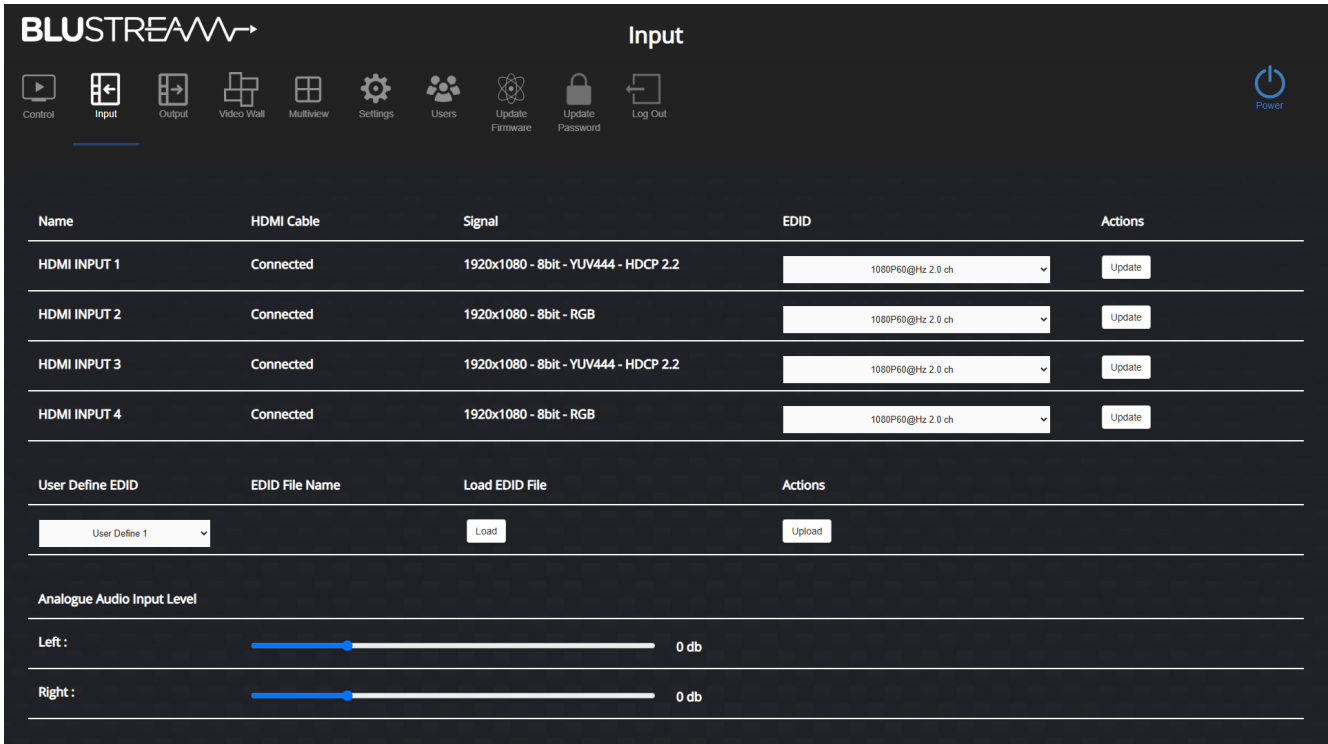 BLUSTREAM
Input
Control
Input
Output
Video Wall
Multiview
Settings
Users
Update
Firmware
Update
Password
Log Out
Power
Name HDMI Cable Signal EDID Actions
HDMI INPUT 1 Connected 1920x1080 - 8bit - YUV444 - HDCP 2.2 1080P60@Hz 2.0 ch Update
HDMI INPUT 2 Connected 1920x1080 - 8bit - RGB 1080P60@Hz 2.0 ch Update
HDMI INPUT 3 Connected 1920x1080 - 8bit - YUV444 - HDCP 2.2 1080P60@Hz 2.0 ch Update
HDMI INPUT 4 Connected 1920x1080 - 8bit - RGB 1080P60@Hz 2.0 ch Update
User Define EDID EDID File Name Load EDID File Actions
User Define 1 Load Upload
Analogue Audio Input Level
Left : 0 db
Right : 0 db